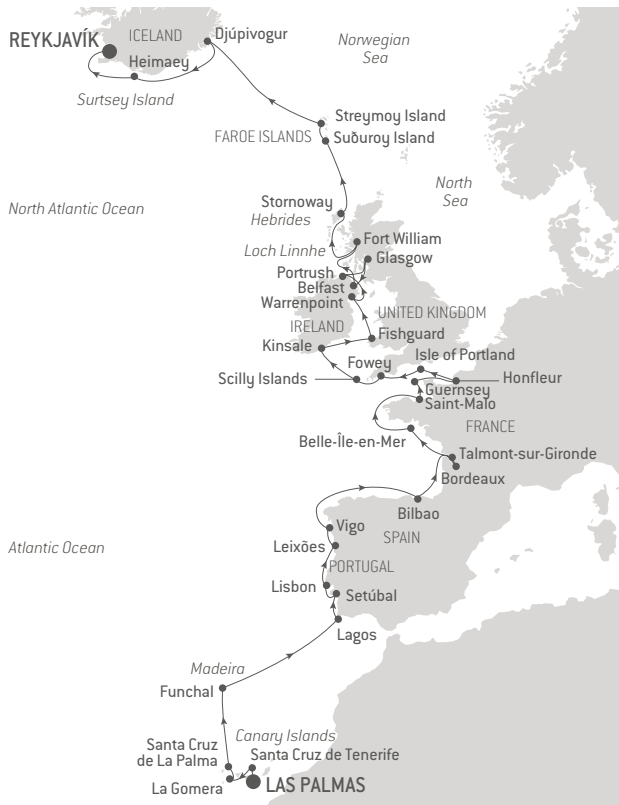 ICELAND
REYKJAVÍK
Djúpivogur
Norwegian
Sea
Heimaey
Surtsey Island
Streymoy Island
FAROE ISLANDS
Suðuroy Island
North
Sea
Stornoway
North Atlantic Ocean
Hebrides
Fort William
Loch Linnhe
Glasgow
Portrush
Belfast
Warrenpoint
UNITED KINGDOM
IRELAND
Fishguard
Kinsale
Isle of Portland
Fowey
Scilly Islands
Honfleur
Guernsey
Saint-Malo
FRANCE
Belle-Île-en-Mer
Talmont-sur-Gironde
Bordeaux
Bilbao
Vigo
SPAIN
Leixões
Atlantic Ocean
PORTUGAL
Lisbon
Setúbal
Lagos
Madeira
Funchal
Canary Islands
Santa Cruz
de La Palma
Santa Cruz de Tenerife
La Gomera
LAS PALMAS